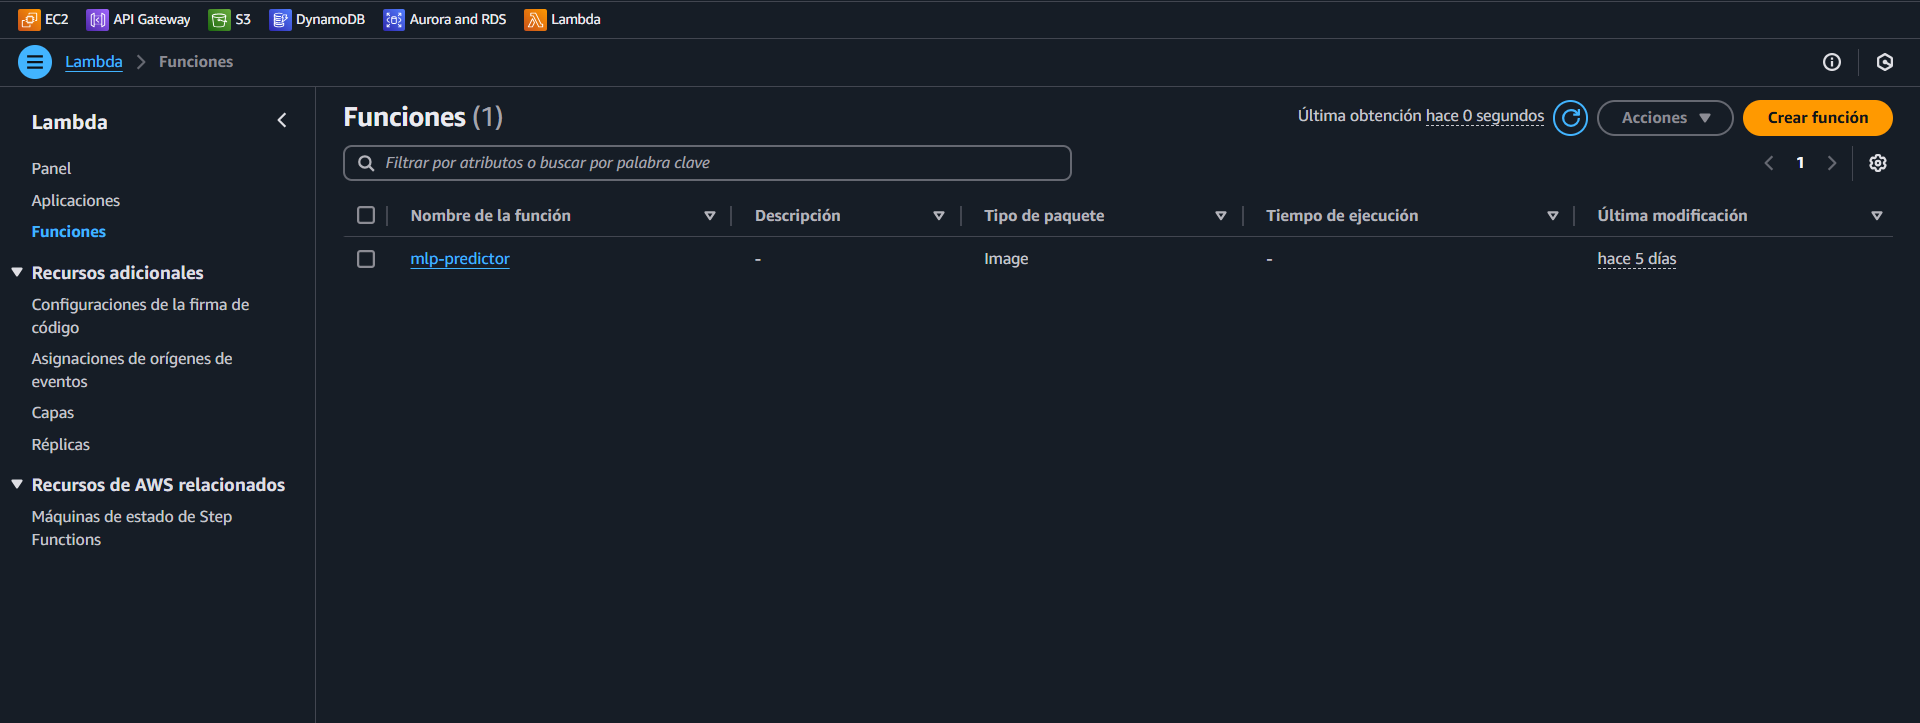 EC2 API Gateway S3 DynamoDB Aurora and RDS Lambda
Lambda Funciones
Lambda
Panel
Aplicaciones
Funciones
Recursos adicionales
Configuraciones de la firma de
código
Asignaciones de orígenes de
eventos
Capas
Réplicas
Recursos de AWS relacionados
Máquinas de estado de Step
Functions
Funciones (1)
Última obtención hace 0 segundos
Acciones
Crear función
Filtrar por atributos o buscar por palabra clave
1
Nombre de la función Descripción Tipo de paquete Tiempo de ejecución Última modificación
mlp-predictor - Image - hace 5 días